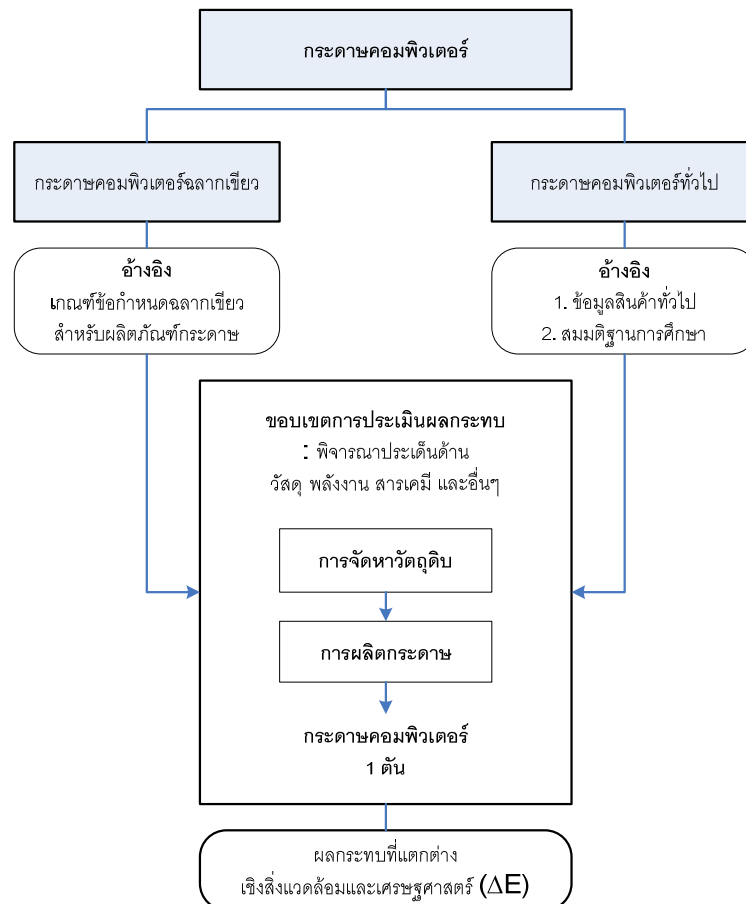 กระดาษคอมพิวเตอร์
กระดาษคอมพิวเตอร์ฉลากเขียว
กระดาษคอมพิวเตอร์ทั่วไป
อ้างอิง
เกณฑ์ข้อกำหนดฉลากเขียว
สำหรับผลิตภัณฑ์กระดาษ
อ้างอิง
1. ข้อมูลสินค้าทั่วไป
2. สมมติฐานการศึกษา
ขอบเขตการประเมินผลกระทบ
: พิจารณาประเด็นด้าน
วัสดุ พลังงาน สารเคมี และอื่นๆ
การจัดหาวัตถุดิบ
การผลิตกระดาษ
กระดาษคอมพิวเตอร์
1 ตัน
ผลกระทบที่แตกต่าง
เชิงสิ่งแวดล้อมและเศรษฐศาสตร์ (ΔE)